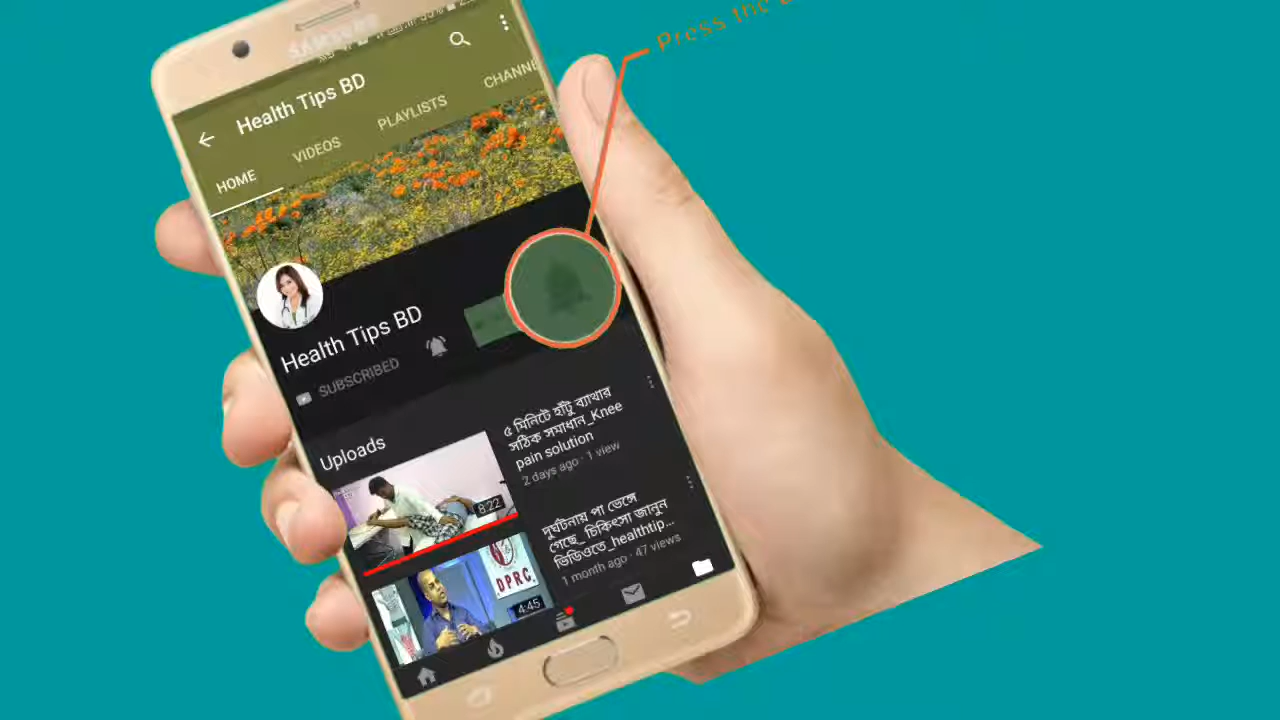 Press the
SAMSUNG
Health Tips BD
HOME
VIDEOS
PLAYLISTS
Health Tips BD
SUBSCRIBED
Uploads
৫ মিনিটে হাঁটু ব্যাথার
সঠিক সমাধান_Knee
pain solution
2 days ago · 1 view
8:22
দুর্ঘটনায় পা ভেঙ্গে
গেছে_ চিকিৎসা জানুন
ভিডিওতে_healthtip...
1 month ago · 47 views
DPRC
4:45